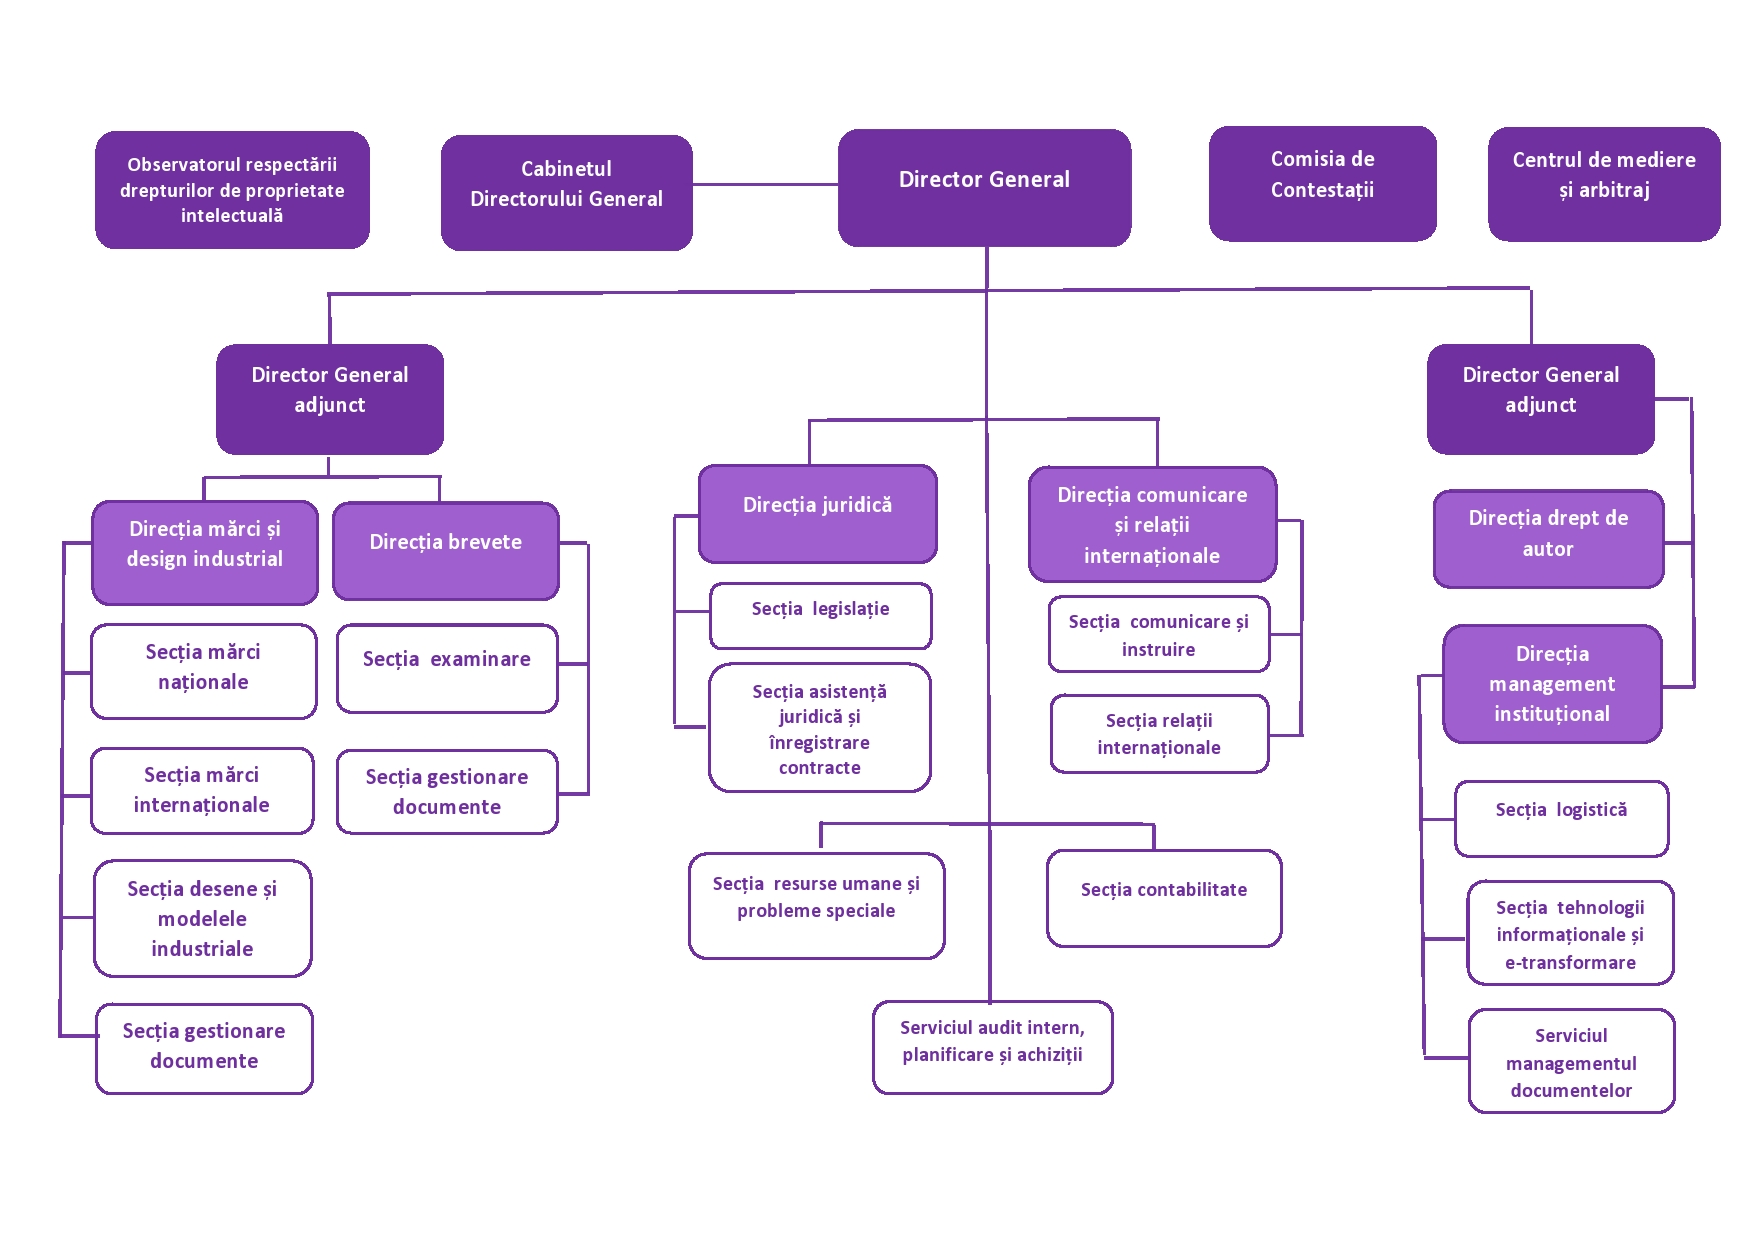 Observatorul respectării
drepturilor de proprietate
intelectuală
Cabinetul
Directorului General
Director General
Comisia de
Contestații
Centrul de mediere
și arbitraj
Director General
adjunct
Director General
adjunct
Direcția mărci și
design industrial
Secția mărci
naționale
Secția mărci
internaționale
Secția desene și
modelele
industriale
Secția gestionare
documente
Direcția brevete
Secția examinare
Secția gestionare
documente
Direcția juridică
Secția legislație
Secția asistență
juridică și
înregistrare
contracte
Direcția comunicare
și relații
internaționale
Secția comunicare și
instruire
Secția relații
internaționale
Secția resurse umane și
probleme speciale
Secția contabilitate
Serviciul audit intern,
planificare și achiziții
Direcția drept de
autor
Direcția
management
instituțional
Secția logistică
Secția tehnologii
informaționale și
e-transformare
Serviciul
managementul
documentelor